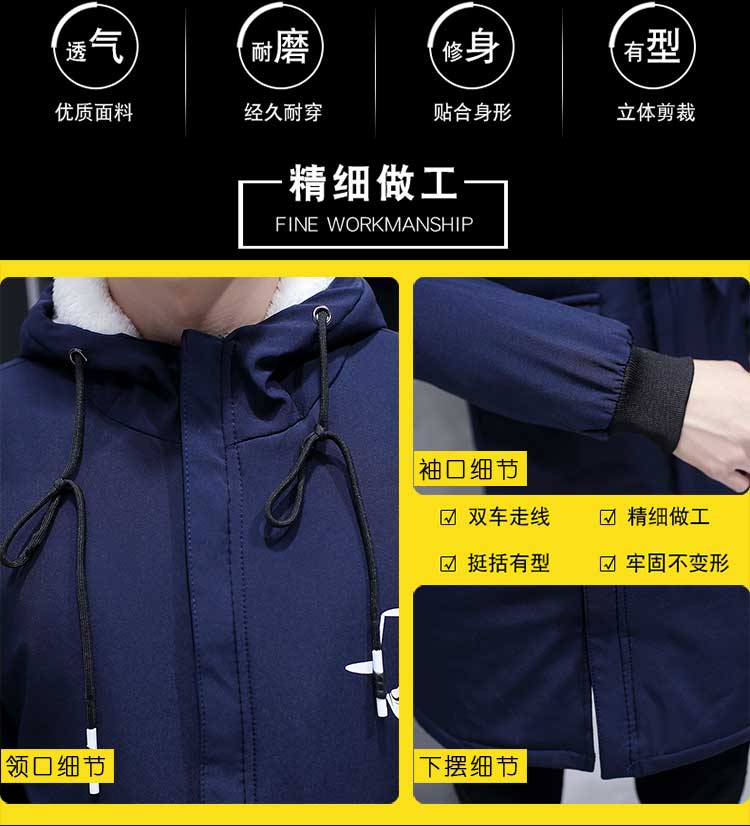 透气
耐磨
修身
有型
优质面料
经久耐穿
贴合身形
立体剪裁
精细做工
FINE WORKMANSHIP
袖口细节
双车走线
精细做工
挺括有型
牢固不变形
领口细节
下摆细节